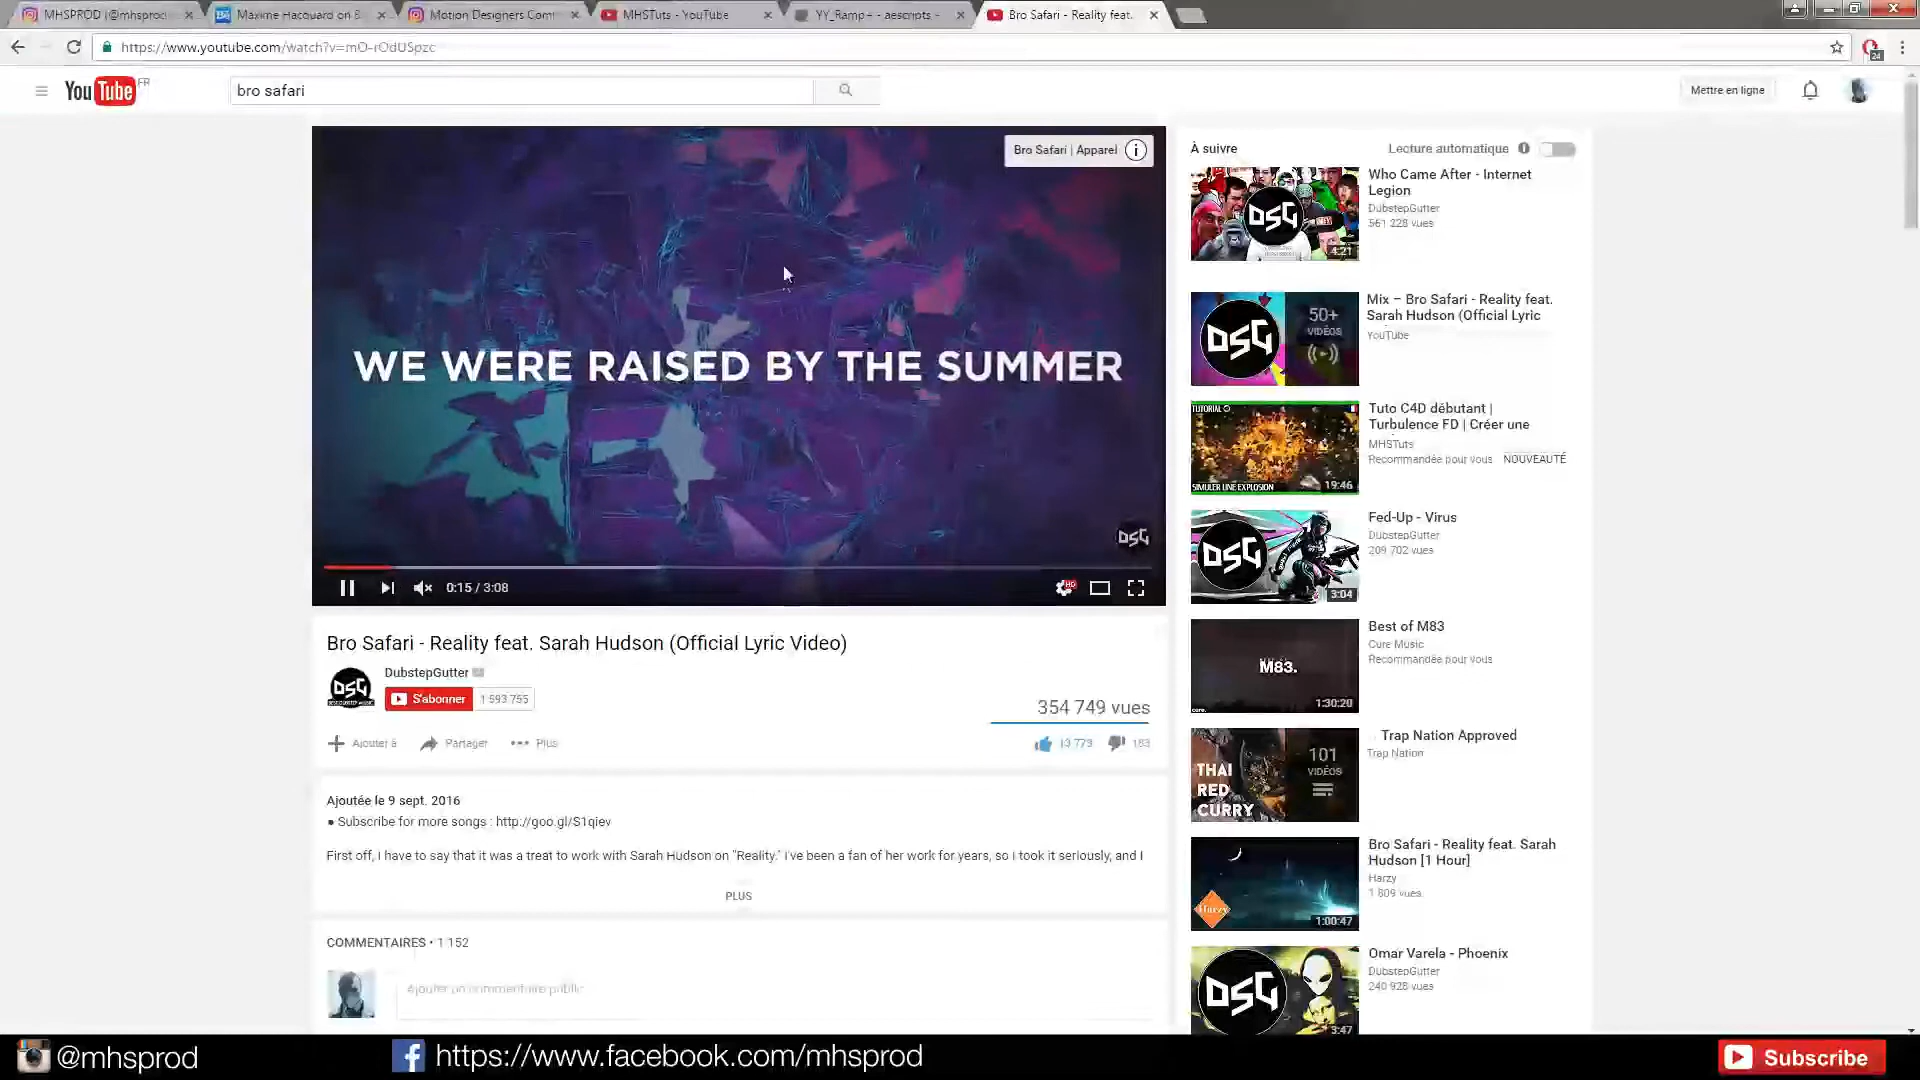 MHSPROD (@mhsprod
Maxime Hacquard on B
Motion Designers Com
MHSTuts - YouTube
YY_Ramp+ - aescripts -
Bro Safari - Reality feat.
https://www.youtube.com/watch?v=mO-rOdUSpzc
24
YouTube FR
bro safari
Mettre en ligne
Bro Safari | Apparel
WE WERE RAISED BY THE SUMMER
DSG
HD
0:15 / 3:08
Bro Safari - Reality feat. Sarah Hudson (Official Lyric Video)
DSG
DubstepGutter
S'abonner 1 593 755
354 749 vues
Ajouter à Partager Plus
183
Ajoutée le 9 sept. 2016
● Subscribe for more songs : http://goo.gl/S1qiev
First off, I have to say that it was a treat to work with Sarah Hudson on "Reality." I've been a fan of her work for years, so I took it seriously, and I
PLUS
COMMENTAIRES • 1 152
Ajouter un commentaire public...
À suivre
Lecture automatique
DSG
4:21
Who Came After - Internet
Legion
DubstepGutter
561 228 vues
DSG
50+
VIDÉOS
Mix – Bro Safari - Reality feat.
Sarah Hudson (Official Lyric
YouTube
TUTORIAL
SIMULER UNE EXPLOSION
19:46
Tuto C4D débutant |
Turbulence FD | Créer une
MHSTuts
Recommandée pour vous NOUVEAUTÉ
DSG
3:04
Fed-Up - Virus
DubstepGutter
209 702 vues
M83.
1:30:20
Best of M83
Cure Music
Recommandée pour vous
THAI
RED
CURRY
101
VIDÉOS
Trap Nation Approved
Trap Nation
Harzy
1:00:47
Bro Safari - Reality feat. Sarah
Hudson [1 Hour]
Harzy
1 809 vues
DSG
3:47
Omar Varela - Phoenix
DubstepGutter
240 928 vues
@mhsprod
https://www.facebook.com/mhsprod
Subscribe